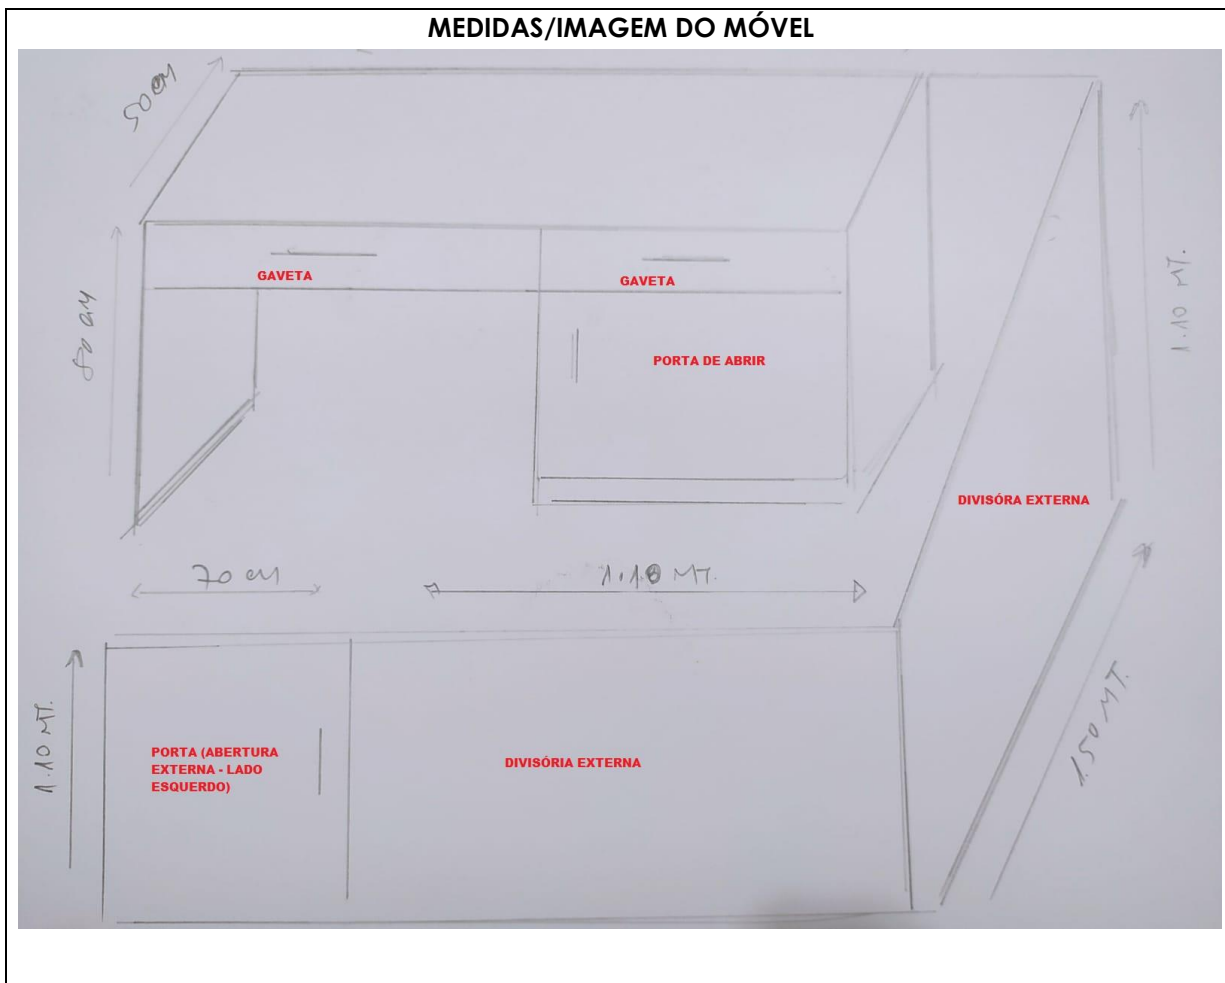 MEDIDAS/IMAGEM DO MÓVEL
50 cm
GAVETA
GAVETA
80 cm
1.10 MT.
PORTA DE ABRIR
DIVISÓRA EXTERNA
70 cm
1.10 MT.
1.10 MT.
PORTA (ABERTURA
EXTERNA - LADO
ESQUERDO)
DIVISÓRIA EXTERNA
1.50 MT.